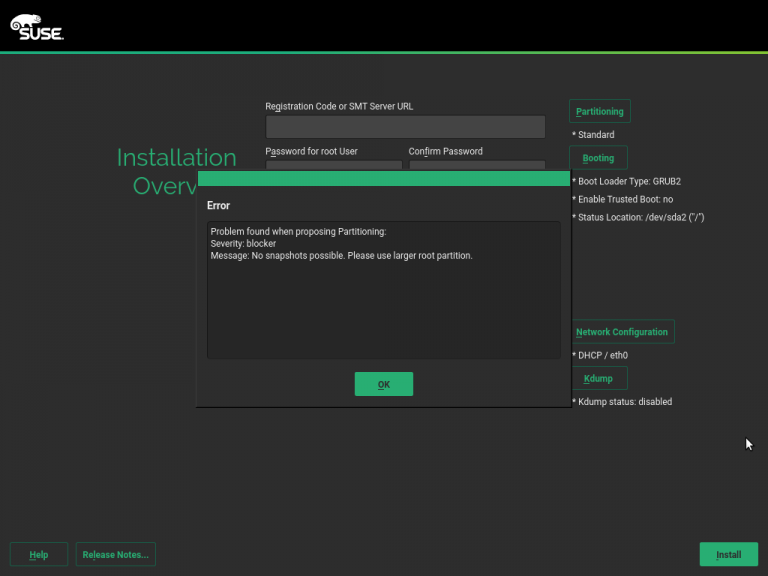 SUSE.
Registration Code or SMT Server URL
Partitioning
* Standard
Installation
Overv
Password for root User
Confirm Password
Booting
* Boot Loader Type: GRUB2
* Enable Trusted Boot: no
* Status Location: /dev/sda2 ("/")
Error
Problem found when proposing Partitioning:
Severity: blocker
Message: No snapshots possible. Please use larger root partition.
OK
Network Configuration
* DHCP / eth0
Kdump
* Kdump status: disabled
Help
Release Notes...
Install